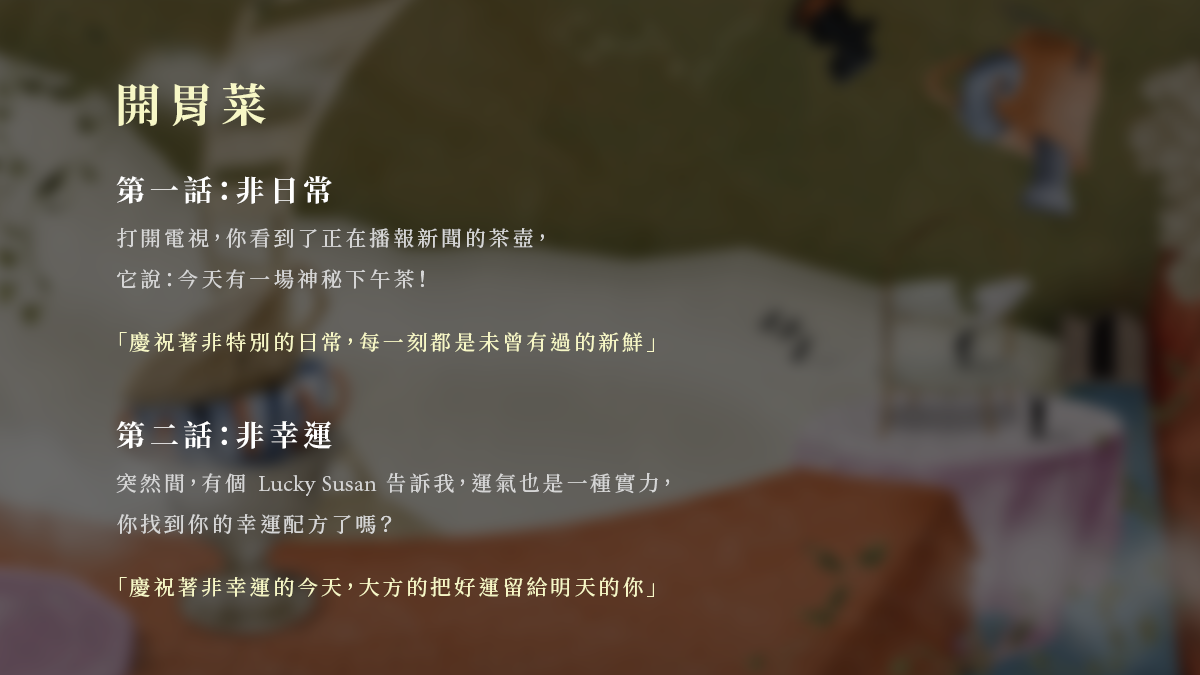 開胃菜
第一話：非日常
打開電視，你看到了正在播報新聞的茶壺，
它說：今天有一場神秘下午茶！
「慶祝著非特別的日常，每一刻都是未曾有過的新鮮」
第二話：非幸運
突然間，有個 Lucky Susan 告訴我，運氣也是一種實力，
你找到你的幸運配方了嗎？
「慶祝著非幸運的今天，大方的把好運留給明天的你」